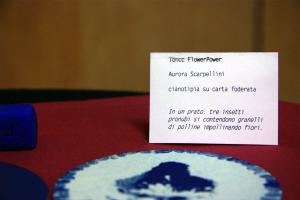 Tocca FlowerPower
Aurora Scarpellini
cianotipia su carta foderata
In un prato, tre insetti
pronubi si contendono granelli
di polline impollinando fiori.